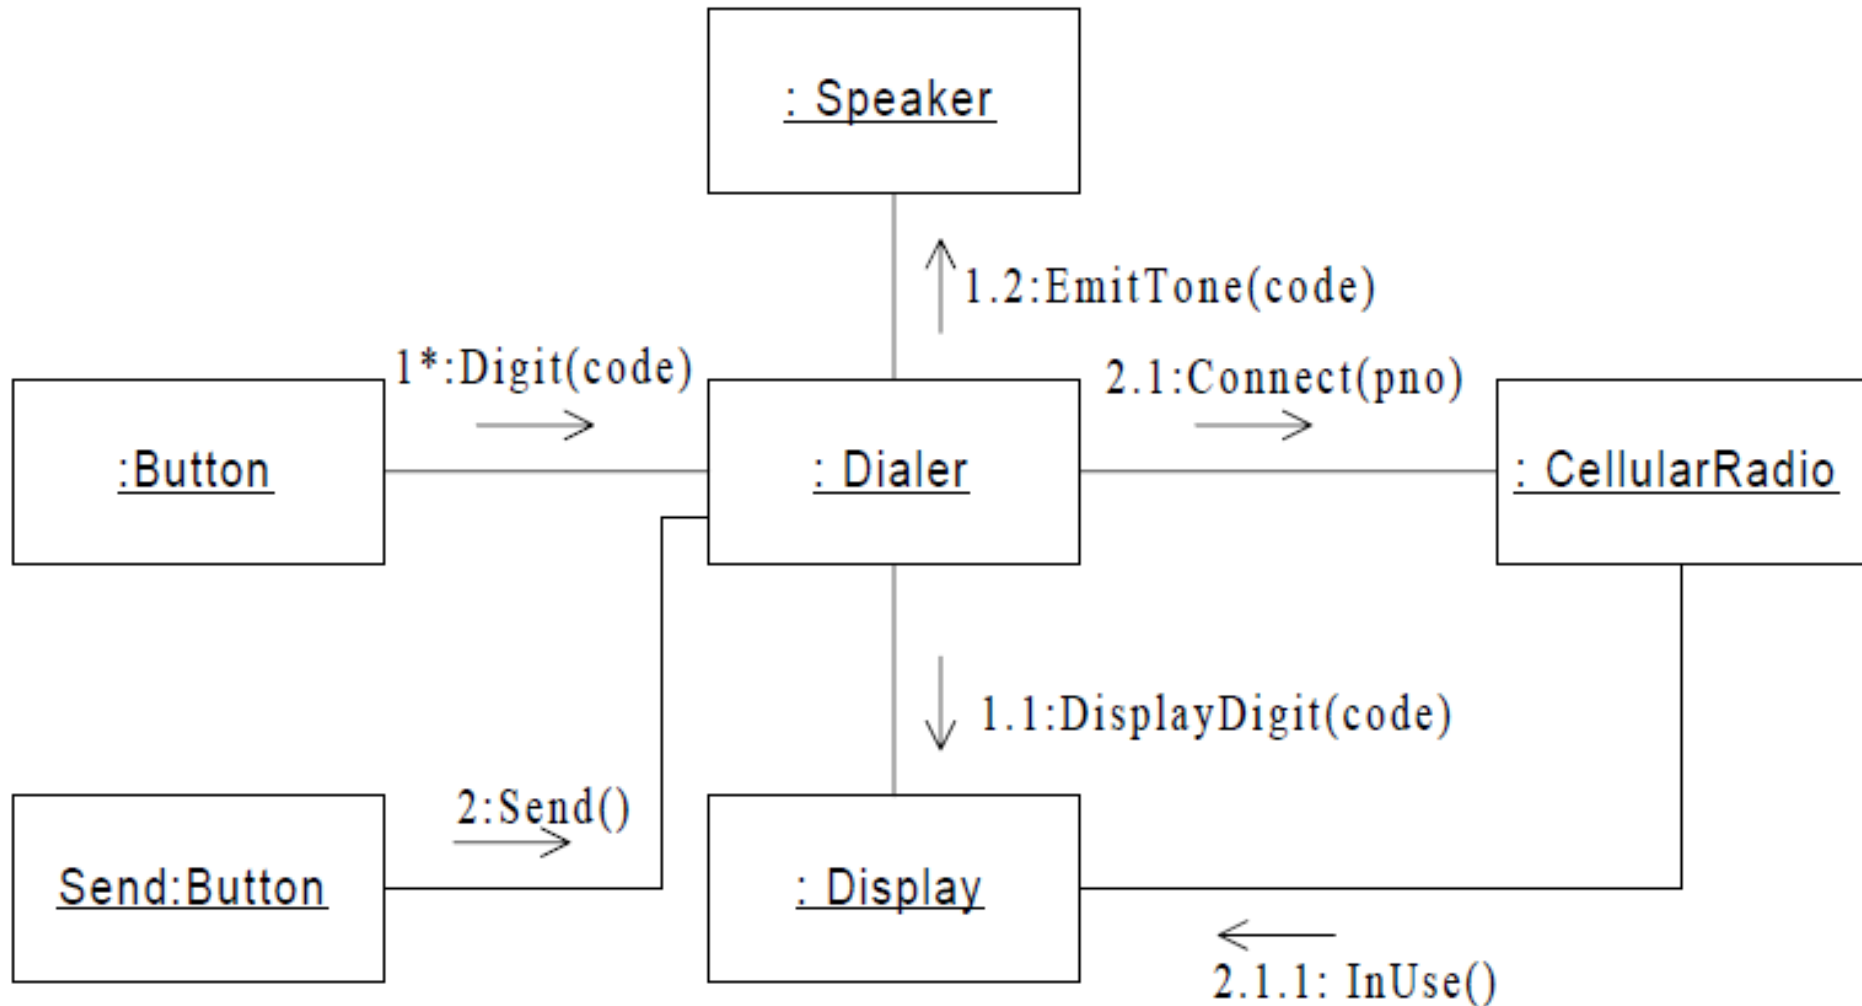 : Speaker
1.2:EmitTone(code)
1*:Digit(code)
2.1:Connect(pno)
:Button
: Dialer
: CellularRadio
1.1:DisplayDigit(code)
2:Send()
Send:Button
: Display
2.1.1: InUse()